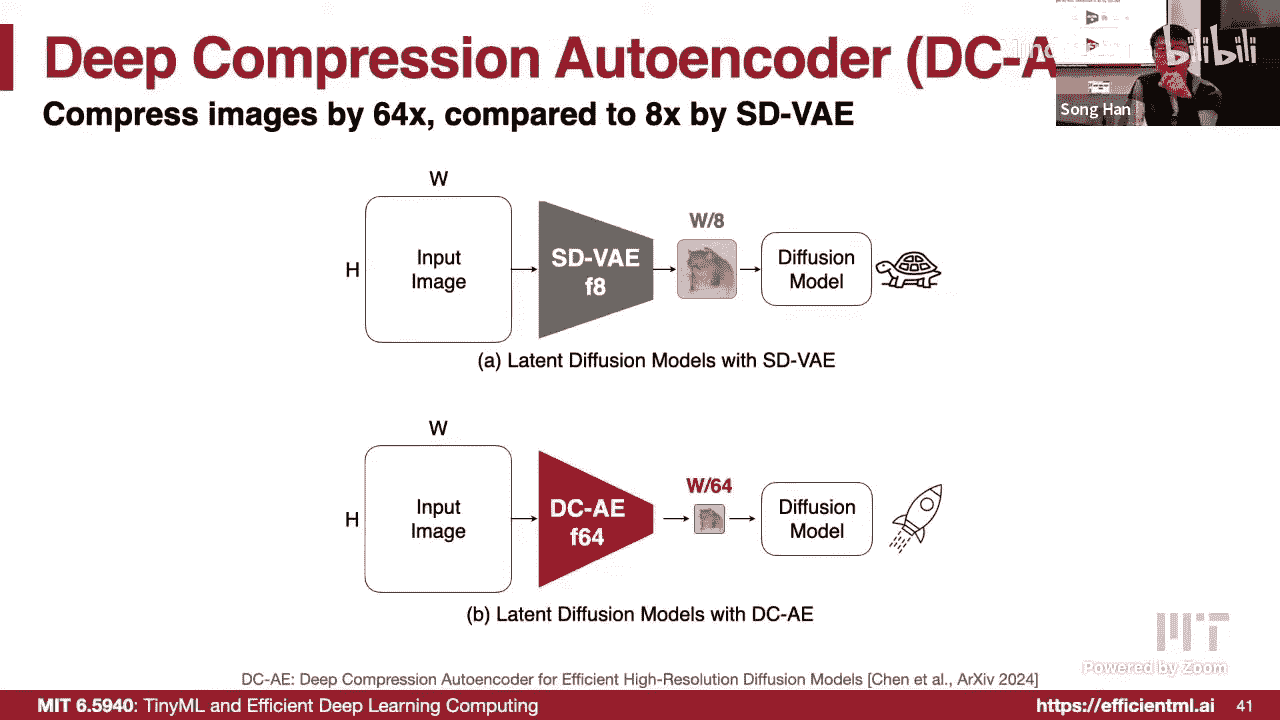 Deep Compression Autoencoder (DC-A
bilibili
Compress images by 64x, compared to 8x by SD-VAE
Song Han
W
H
Input
Image
SD-VAE
f8
W/8
Diffusion
Model
(a) Latent Diffusion Models with SD-VAE
W
H
Input
Image
DC-AE
f64
W/64
Diffusion
Model
(b) Latent Diffusion Models with DC-AE
MIT
Powered by Zoom
DC-AE: Deep Compression Autoencoder for Efficient High-Resolution Diffusion Models [Chen et al., ArXiv 2024]
MIT 6.5940: TinyML and Efficient Deep Learning Computing
https://efficientml.ai
41